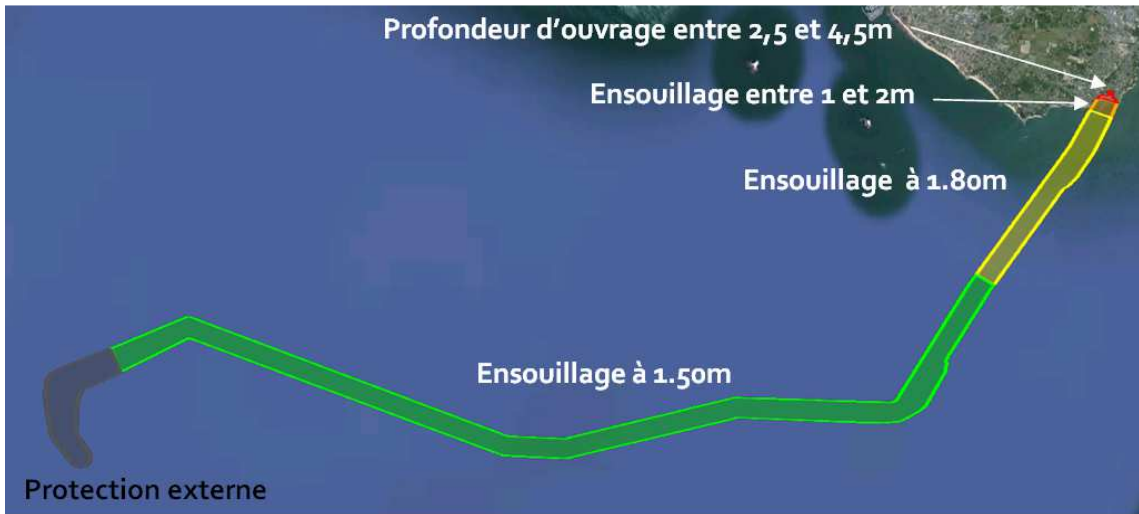 Profondeur d'ouvrage entre 2,5 et 4,5m
Ensouillage entre 1 et 2m
Ensouillage à 1.80m
Ensouillage à 1.50m
Protection externe